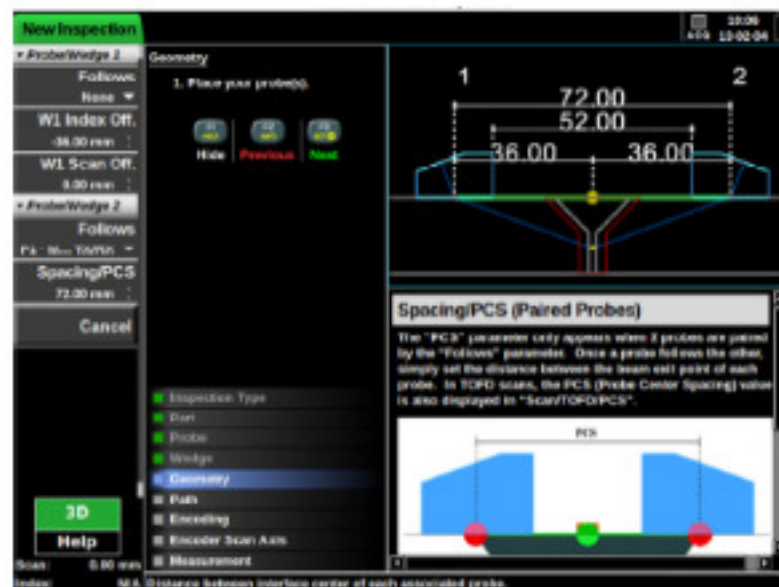 New Inspection
10:06
13-02-04
Probe/Wedge 1
Follows
None
W1 Index Off.
-36.00 mm
W1 Scan Off.
0.00 mm
Probe/Wedge 2
Follows
Spacing/PCS
72.00 mm
Cancel
3D
Help
Scan: 0.00 mm
Index: N/A
Geometry
1. Place your probe(s).
F1
F2
F3
Hide
Previous
Next
Inspection Type
Part
Probe
Wedge
Geometry
Path
Encoding
Encoder Scan Axis
Measurement
1 2
72.00
52.00
36.00 36.00
Spacing/PCS (Paired Probes)
The "PCS" parameter only appears when 2 probes are paired
by the "Follows" parameter. Once a probe follows the other,
simply set the distance between the beam exit point of each
probe. In TOFD scans, the PCS (Probe Center Spacing) value
is also displayed in "Scan/TOFD/PCS".
PCS
Distance between interface center of each associated probe.